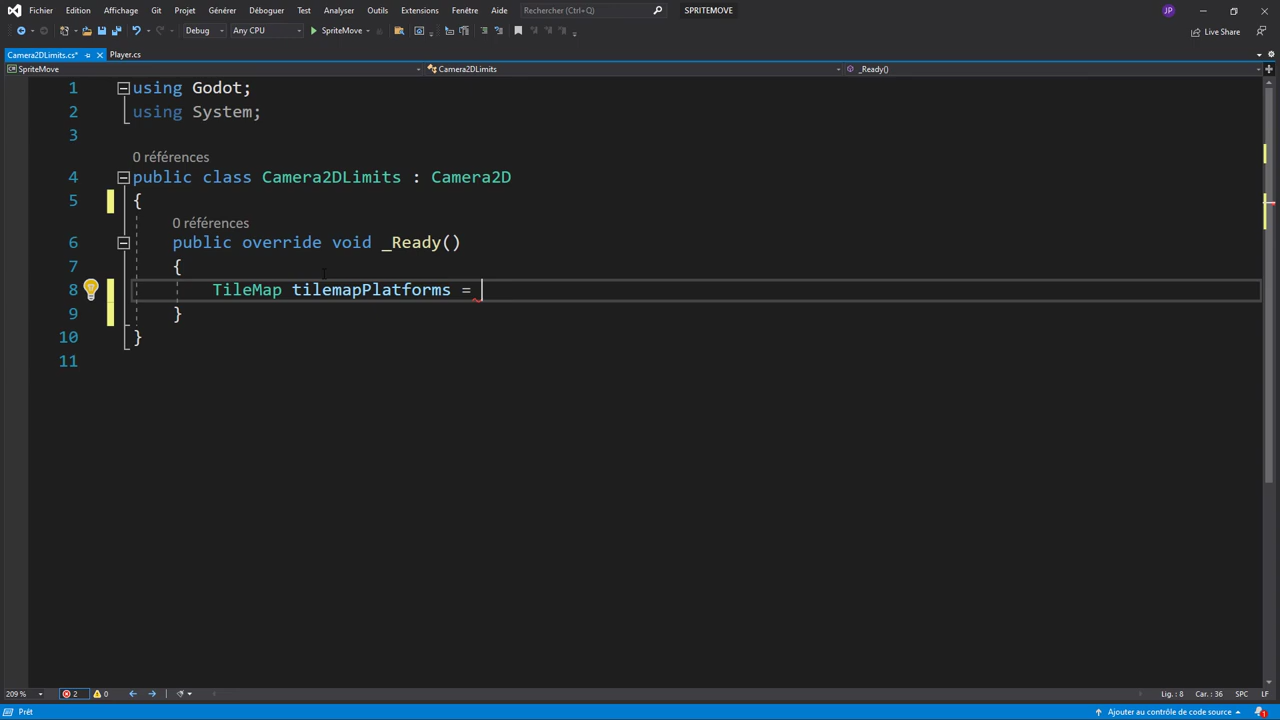 Fichier Edition Affichage Git Projet Générer Déboguer Test Analyser Outils Extensions Fenêtre Aide Rechercher (Ctrl+Q) SPRITEMOVE JP
Debug Any CPU SpriteMove Live Share
Camera2DLimits.cs* Player.cs
SpriteMove Camera2DLimits _Ready()
1 using Godot;
2 using System;
3
0 références
4 public class Camera2DLimits : Camera2D
5 {
0 références
6 public override void _Ready()
7 {
8 TileMap tilemapPlatforms =
9 }
10 }
11
209 % 2 0 Lig. : 8 Car. : 36 SPC LF
Prêt Ajouter au contrôle de code source 1